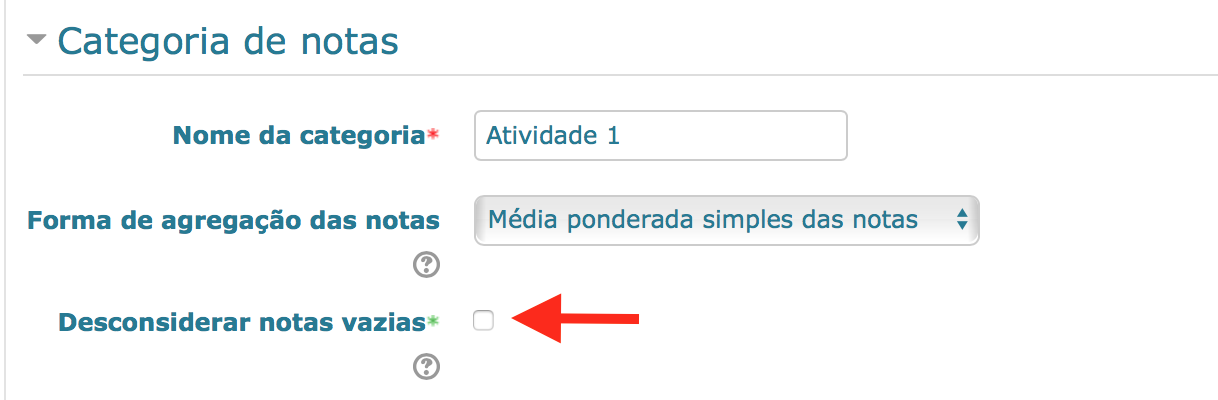 Categoria de notas
Nome da categoria* Atividade 1
Forma de agregação das notas Média ponderada simples das notas
?
Desconsiderar notas vazias*
?